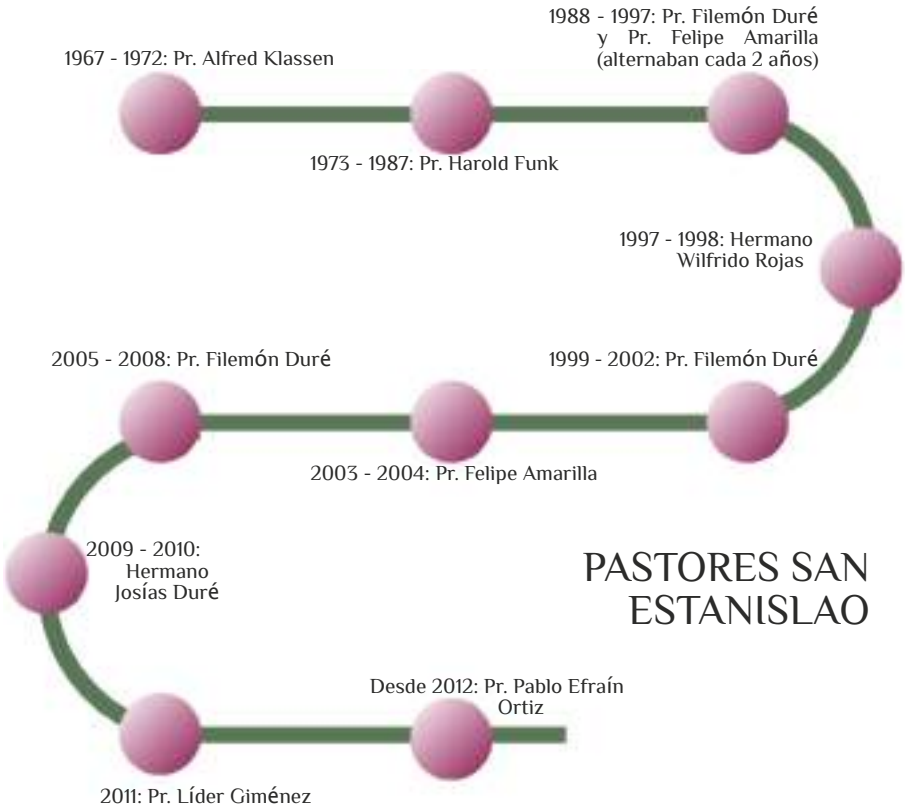 1967 - 1972: Pr. Alfred Klassen
1973 - 1987: Pr. Harold Funk
1988 - 1997: Pr. Filemón Duré
y Pr. Felipe Amarilla
(alternaban cada 2 años)
1997 - 1998: Hermano
Wilfrido Rojas
1999 - 2002: Pr. Filemón Duré
2003 - 2004: Pr. Felipe Amarilla
2005 - 2008: Pr. Filemón Duré
2009 - 2010:
Hermano
Josías Duré
2011: Pr. Líder Giménez
Desde 2012: Pr. Pablo Efraín
Ortiz
PASTORES SAN
ESTANISLAO